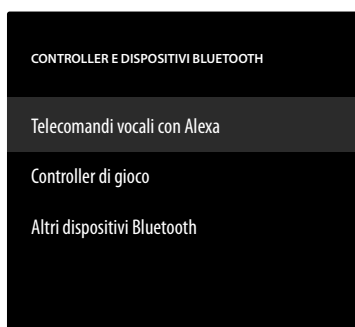 CONTROLLER E DISPOSITIVI BLUETOOTH
Telecomandi vocali con Alexa
Controller di gioco
Altri dispositivi Bluetooth